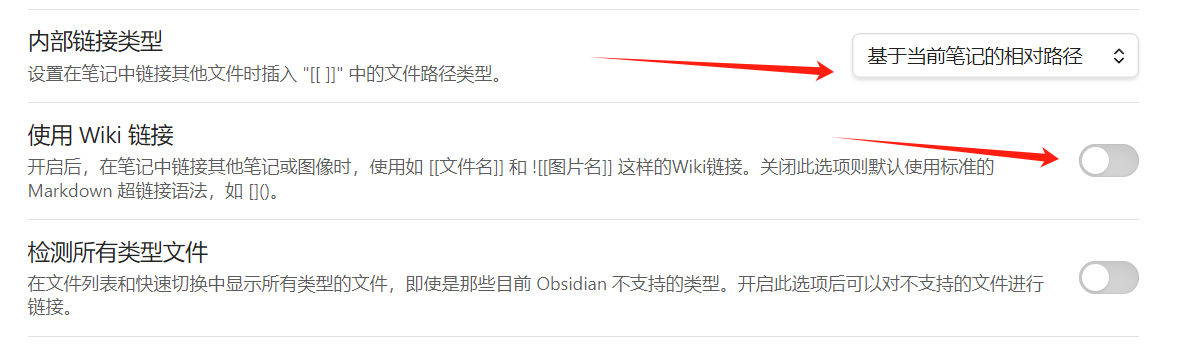 内部链接类型
设置在笔记中链接其他文件时插入 "[[ ]]" 中的文件路径类型。
基于当前笔记的相对路径
使用 Wiki 链接
开启后，在笔记中链接其他笔记或图像时，使用如 [[文件名]] 和 ![[图片名]] 这样的Wiki链接。关闭此选项则默认使用标准的
Markdown 超链接语法，如 []()。
检测所有类型文件
在文件列表和快速切换中显示所有类型的文件，即使是那些目前 Obsidian 不支持的类型。开启此选项后可以对不支持的文件进行
链接。